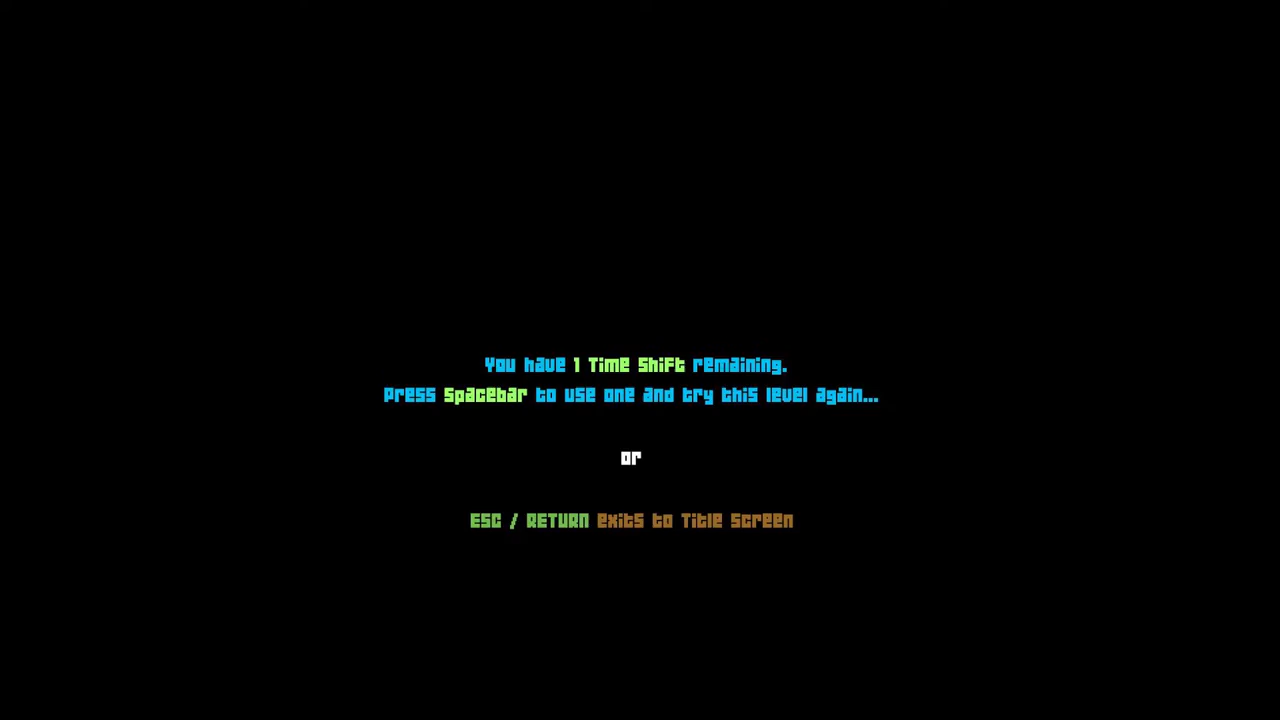 You have 1 Time Shift remaining.
Press Spacebar to use one and try this level again...
or
ESC / RETURN exits to Title Screen